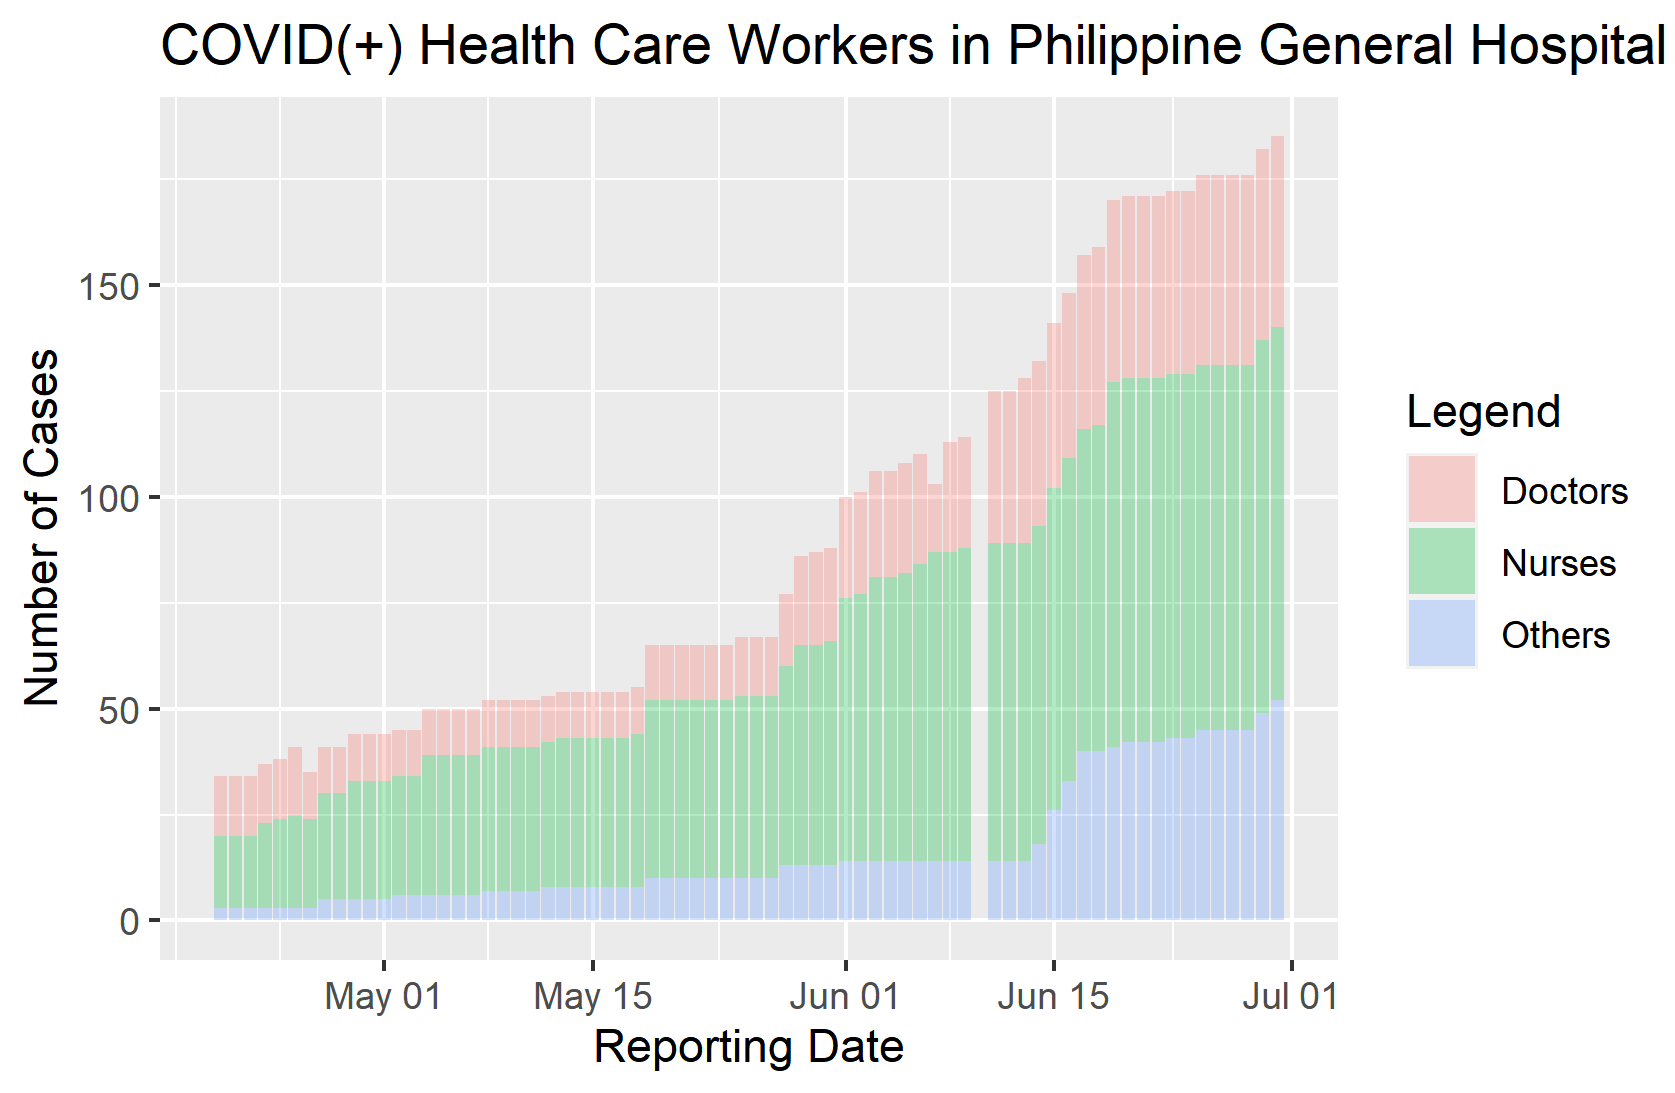 COVID(+) Health Care Workers in Philippine General Hospital
150
100
50
0
Number of Cases
May 01
May 15
Jun 01
Jun 15
Jul 01
Reporting Date
Legend
Doctors
Nurses
Others